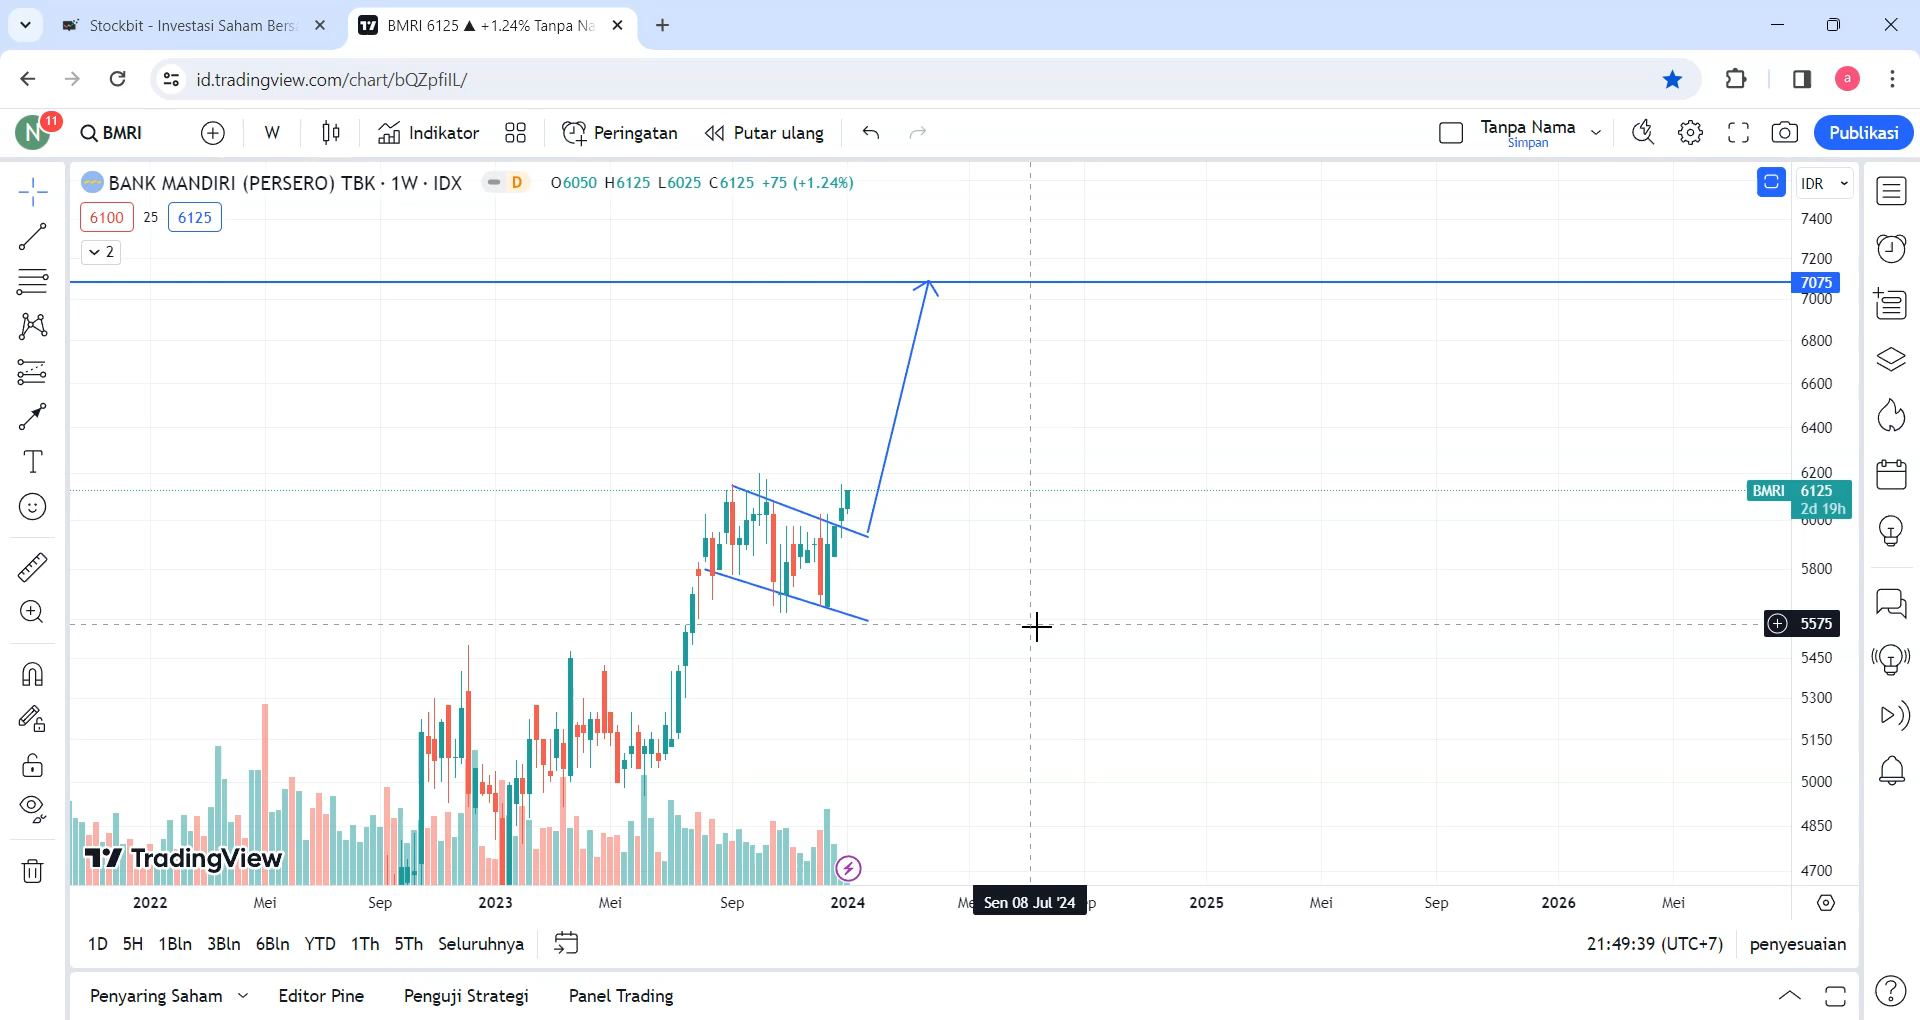 Stockbit - Investasi Saham Bers
BMRI 6125 ▲ +1.24% Tanpa Na
id.tradingview.com/chart/bQZpfiIL/
N 11 BMRI W Indikator Peringatan Putar ulang Tanpa Nama Simpan Publikasi
BANK MANDIRI (PERSERO) TBK · 1W · IDX D O6050 H6125 L6025 C6125 +75 (+1.24%) IDR
6100 25 6125
2
7400
7200
7075
7000
6800
6600
6400
6200
BMRI 6125
2d 19h
6000
5800
5575
5450
5300
5150
5000
4850
4700
TradingView
2022 Mei Sep 2023 Mei Sep 2024 Me Sen 08 Jul '24 ep 2025 Mei Sep 2026 Mei
1D 5H 1Bln 3Bln 6Bln YTD 1Th 5Th Seluruhnya 21:49:39 (UTC+7) penyesuaian
Penyaring Saham Editor Pine Penguji Strategi Panel Trading
a